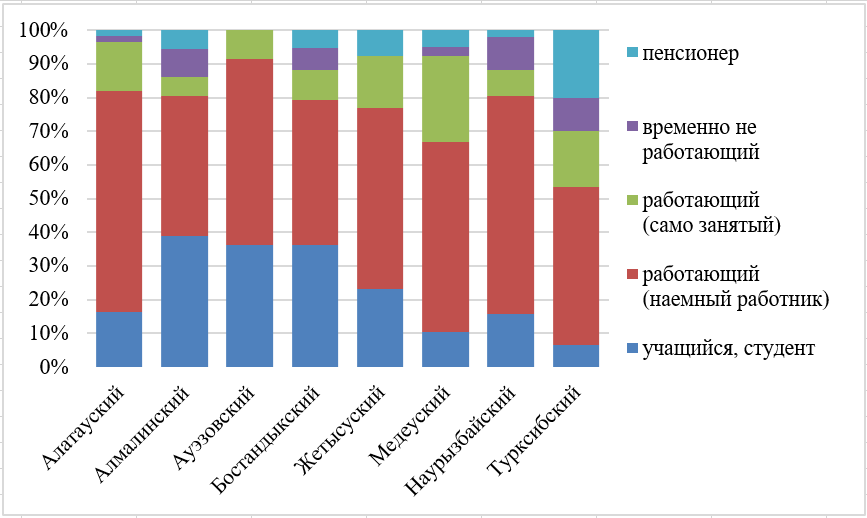 100%
90%
80%
70%
60%
50%
40%
30%
20%
10%
0%
Алатауский
Алмалинский
Ауэзовский
Бостандыкский
Жетысуский
Медеуский
Наурызбайский
Турксибский
пенсионер
временно не
работающий
работающий
(само занятый)
работающий
(наемный работник)
учащийся, студент